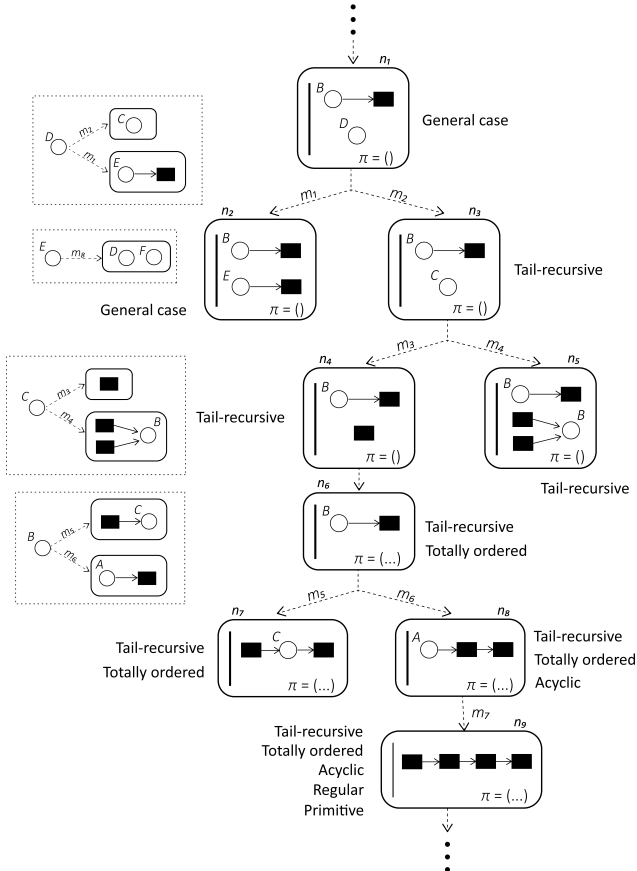 n₁
B
D
π = ()
General case
D
m₂
C
m₁
E
m₁
m₂
n₂
B
E
π = ()
General case
n₃
B
C
π = ()
Tail-recursive
E
m₈
D F
m₃
m₄
n₄
B
π = ()
Tail-recursive
n₅
B
B
π = ()
Tail-recursive
C
m₃
m₄
B
n₆
B
π = (...)
Tail-recursive
Totally ordered
B
m₅
C
m₆
A
m₅
m₆
n₇
C
π = (...)
Tail-recursive
Totally ordered
n₈
A
π = (...)
Tail-recursive
Totally ordered
Acyclic
m₇
n₉
π = (...)
Tail-recursive
Totally ordered
Acyclic
Regular
Primitive